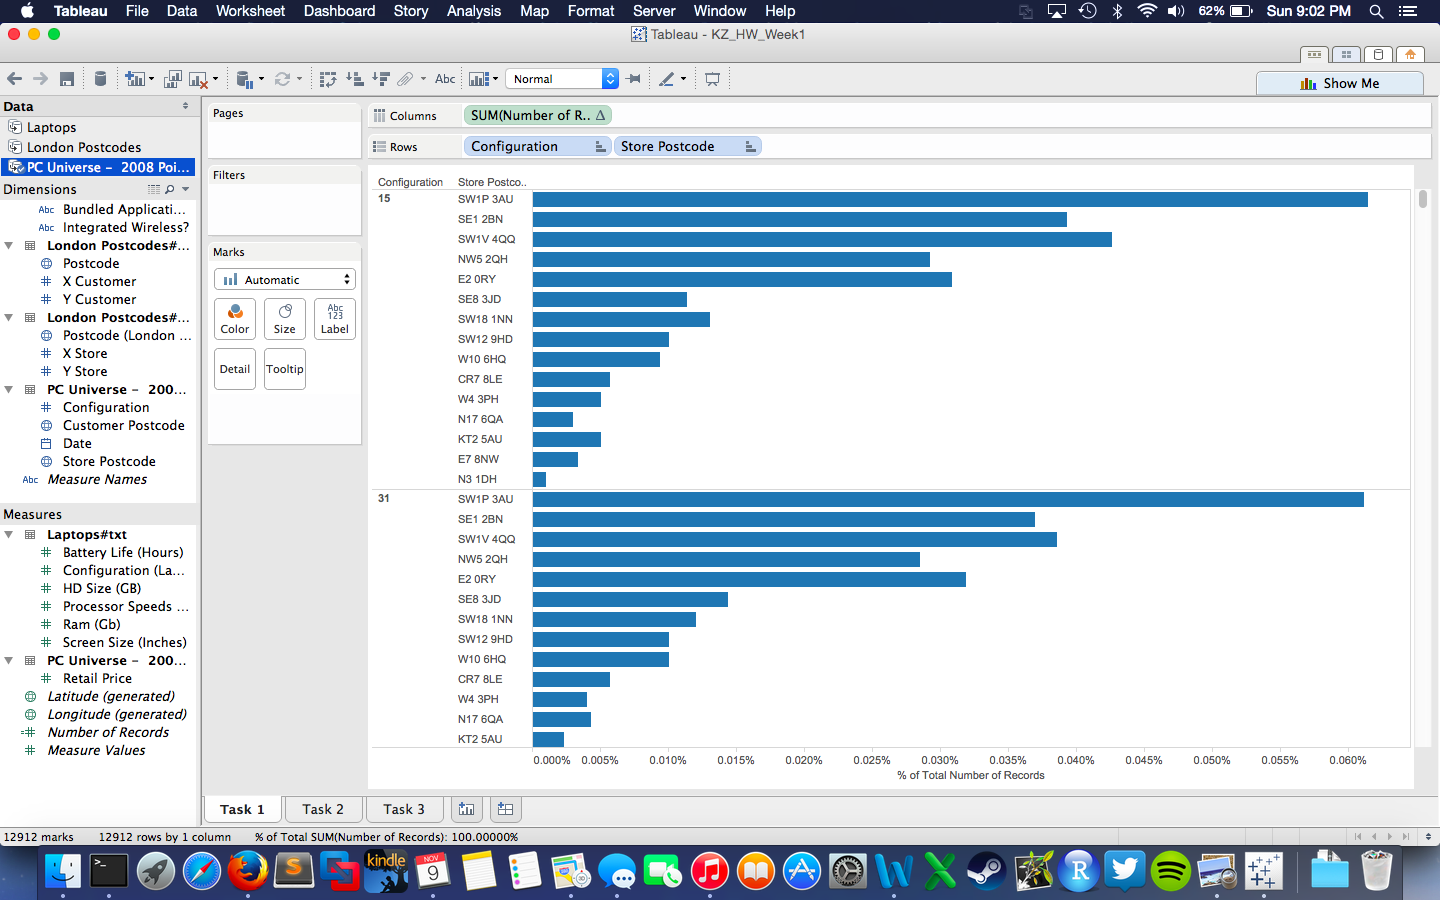 Tableau File Data Worksheet Dashboard Story Analysis Map Format Server Window Help 62% Sun 9:02 PM
Tableau - KZ_HW_Week1
Abc Normal Show Me
Data
Laptops
London Postcodes
PC Universe - 2008 Poi...
Dimensions
Abc Bundled Applicati...
Abc Integrated Wireless?
London Postcodes#...
Postcode
X Customer
Y Customer
London Postcodes#...
Postcode (London ...
X Store
Y Store
PC Universe - 200...
Configuration
Customer Postcode
Date
Store Postcode
Abc Measure Names
Measures
Laptops#txt
Battery Life (Hours)
Configuration (La...
HD Size (GB)
Processor Speeds ...
Ram (Gb)
Screen Size (Inches)
PC Universe - 200...
Retail Price
Latitude (generated)
Longitude (generated)
Number of Records
Measure Values
Pages
Filters
Marks
Automatic
Color
Size
Abc
123
Label
Detail
Tooltip
Columns SUM(Number of R.. Δ
Rows Configuration Store Postcode
Configuration Store Postco..
15 SW1P 3AU
SE1 2BN
SW1V 4QQ
NW5 2QH
E2 0RY
SE8 3JD
SW18 1NN
SW12 9HD
W10 6HQ
CR7 8LE
W4 3PH
N17 6QA
KT2 5AU
E7 8NW
N3 1DH
31 SW1P 3AU
SE1 2BN
SW1V 4QQ
NW5 2QH
E2 0RY
SE8 3JD
SW18 1NN
SW12 9HD
W10 6HQ
CR7 8LE
W4 3PH
N17 6QA
KT2 5AU
0.000% 0.005% 0.010% 0.015% 0.020% 0.025% 0.030% 0.035% 0.040% 0.045% 0.050% 0.055% 0.060%
% of Total Number of Records
Task 1 Task 2 Task 3
12912 marks 12912 rows by 1 column % of Total SUM(Number of Records): 100.00000%
kindle
NOV
9